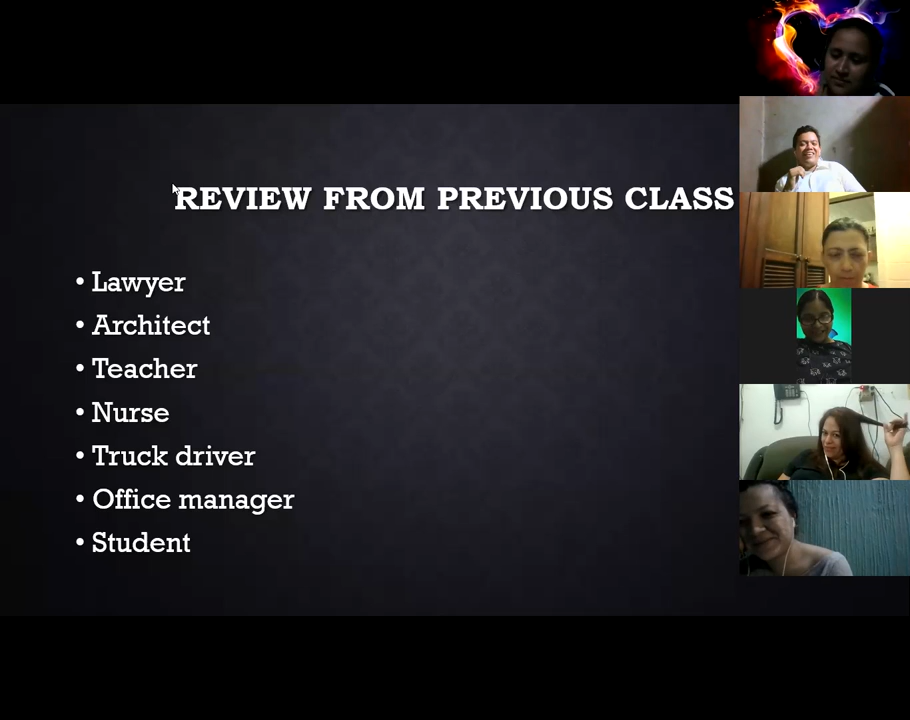 REVIEW FROM PREVIOUS CLASS
• Lawyer
• Architect
• Teacher
• Nurse
• Truck driver
• Office manager
• Student